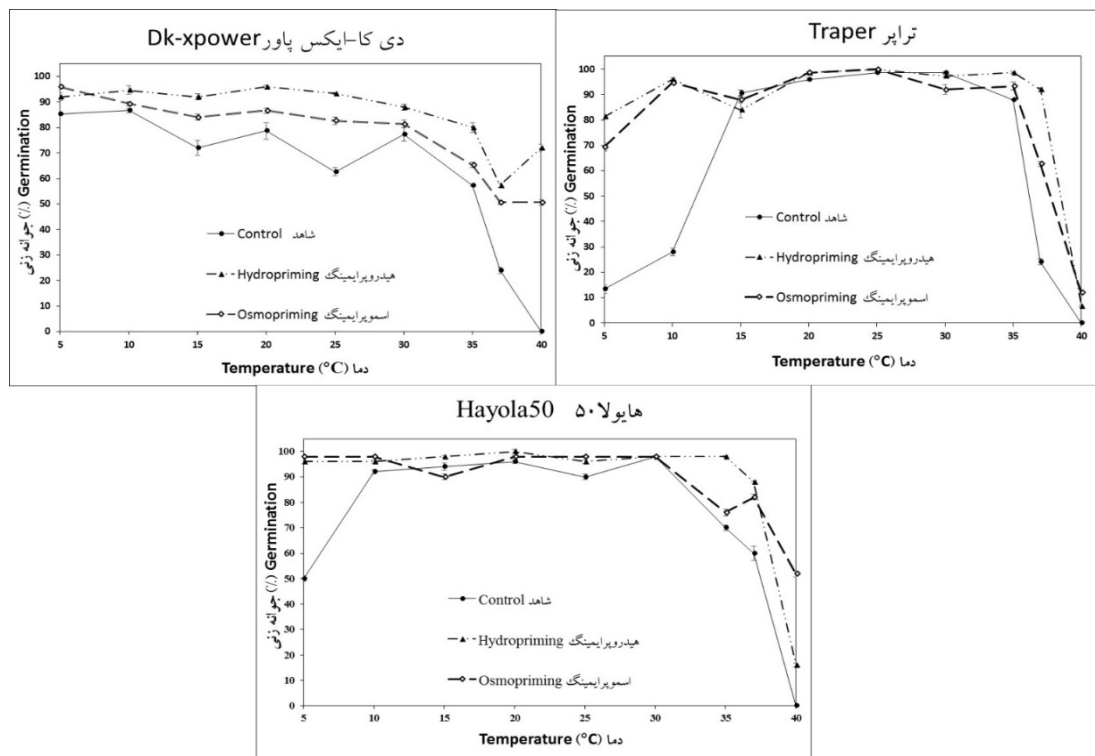 دی کا-ایکس پاور Dk-xpower
جوانه زنی (٪) Germination
100
90
80
70
60
50
40
30
20
10
0
Control شاهد
Hydropriming هیدروپرایمینگ
Osmopriming اسموپرایمینگ
5 10 15 20 25 30 35 40
Temperature (°C) دما
تراپر Traper
جوانه زنی (٪) Germination
100
90
80
70
60
50
40
30
20
10
0
Control شاهد
Hydropriming هیدروپرایمینگ
Osmopriming اسموپرایمینگ
5 10 15 20 25 30 35 40
Temperature (°C) دما
هایولا۵۰ Hayola50
جوانه زنی (٪) Germination
100
90
80
70
60
50
40
30
20
10
0
Control شاهد
Hydropriming هیدروپرایمینگ
Osmopriming اسموپرایمینگ
5 10 15 20 25 30 35 40
Temperature (°C) دما